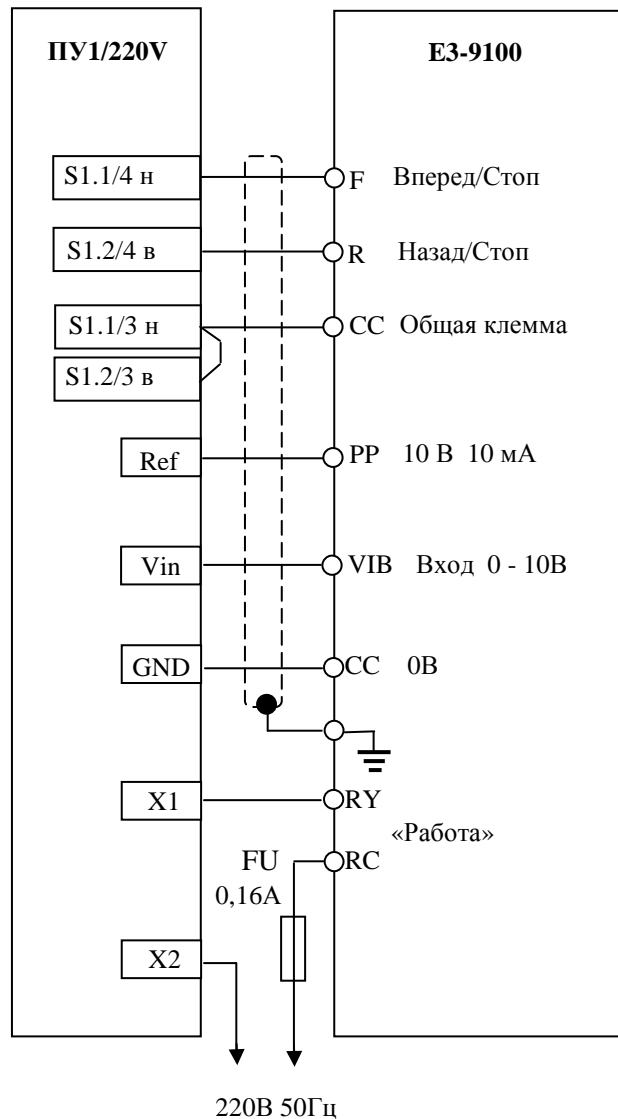 ПУ1/220V
Е3-9100
S1.1/4 н
F
Вперед/Стоп
S1.2/4 в
R
Назад/Стоп
S1.1/3 н
СС
Общая клемма
S1.2/3 в
Ref
PP
10 В 10 мА
Vin
VIB
Вход 0 - 10В
GND
CC
0В
X1
RY
«Работа»
FU
RC
0,16А
X2
220В 50Гц